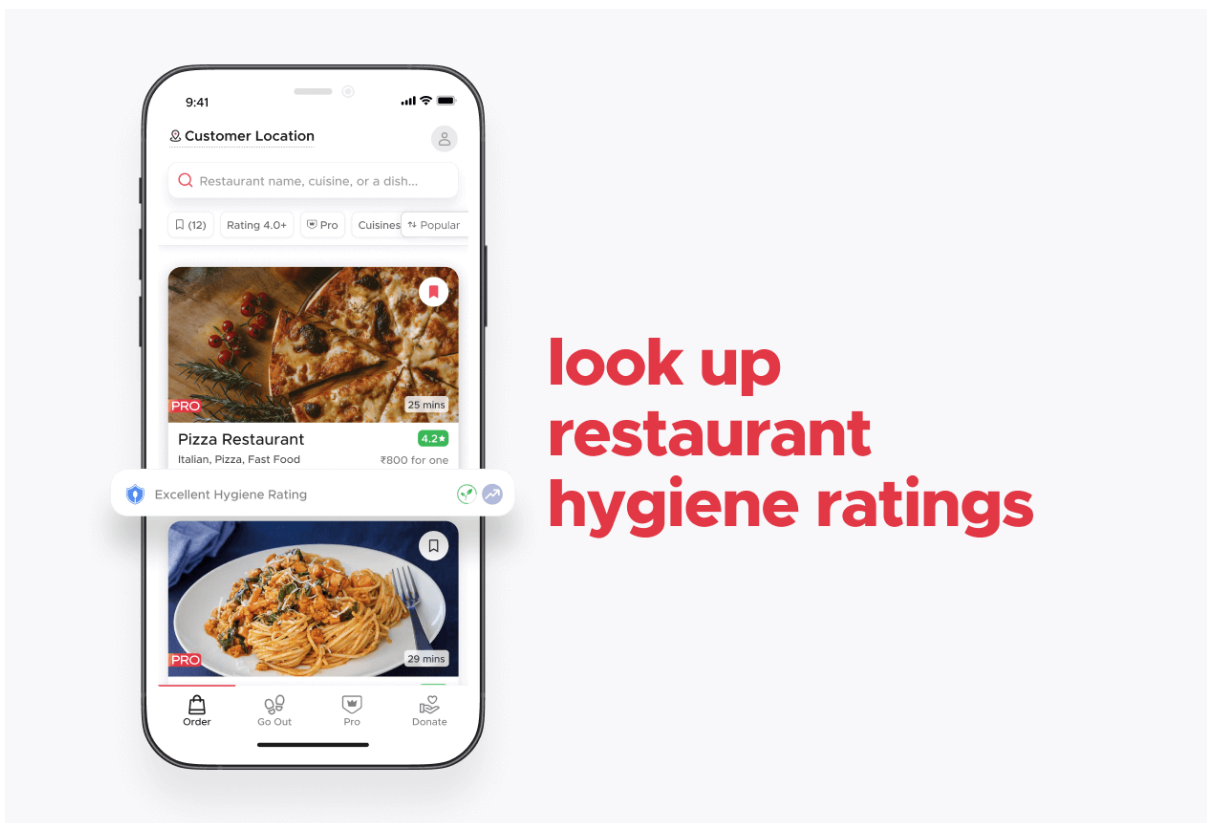 9:41
Customer Location
Restaurant name, cuisine, or a dish...
(12) Rating 4.0+ Pro Cuisines Popular
PRO 25 mins
Pizza Restaurant 4.2★
Italian, Pizza, Fast Food ₹800 for one
Excellent Hygiene Rating
PRO 29 mins
Order Go Out Pro Donate
look up
restaurant
hygiene ratings